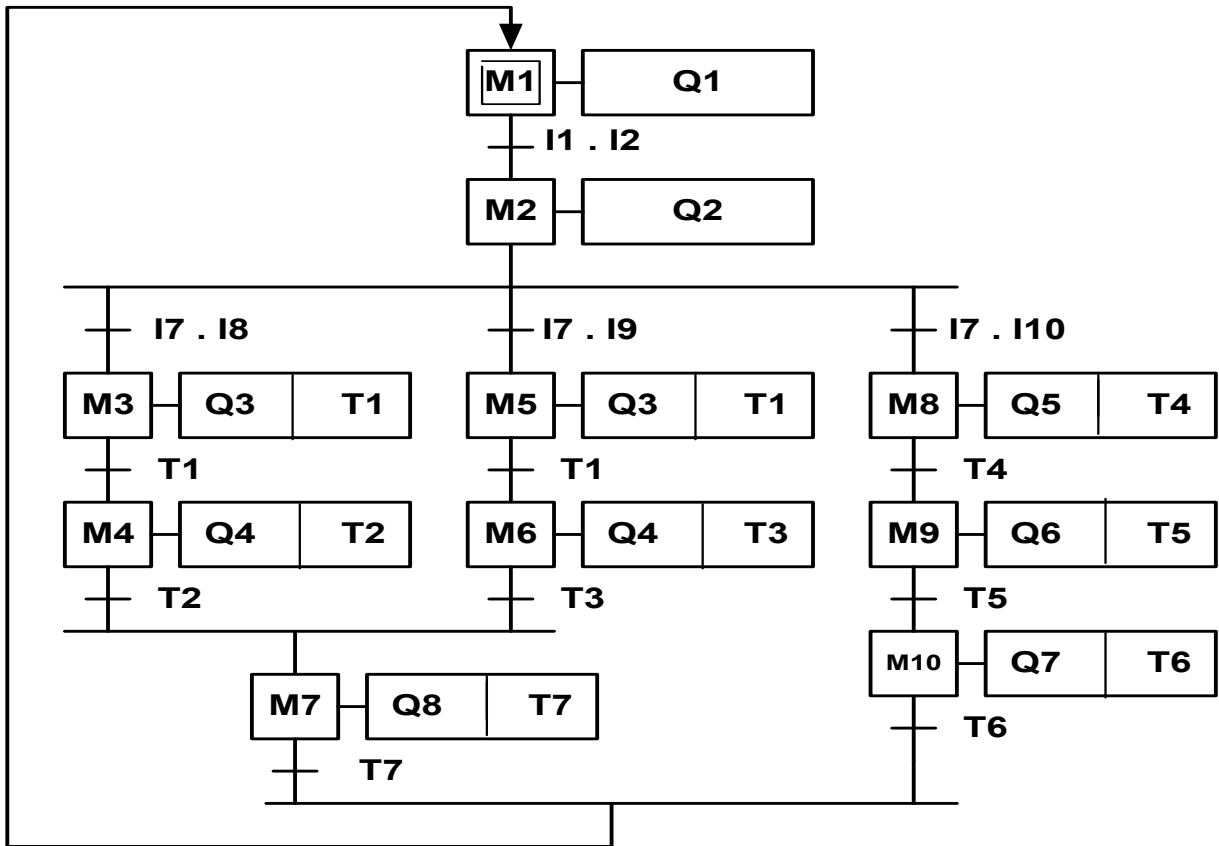 M1 Q1
I1 . I2
M2 Q2
I7 . I8 I7 . I9 I7 . I10
M3 Q3 T1 M5 Q3 T1 M8 Q5 T4
T1 T1 T4
M4 Q4 T2 M6 Q4 T3 M9 Q6 T5
T2 T3 T5
M10 Q7 T6
M7 Q8 T7
T6
T7